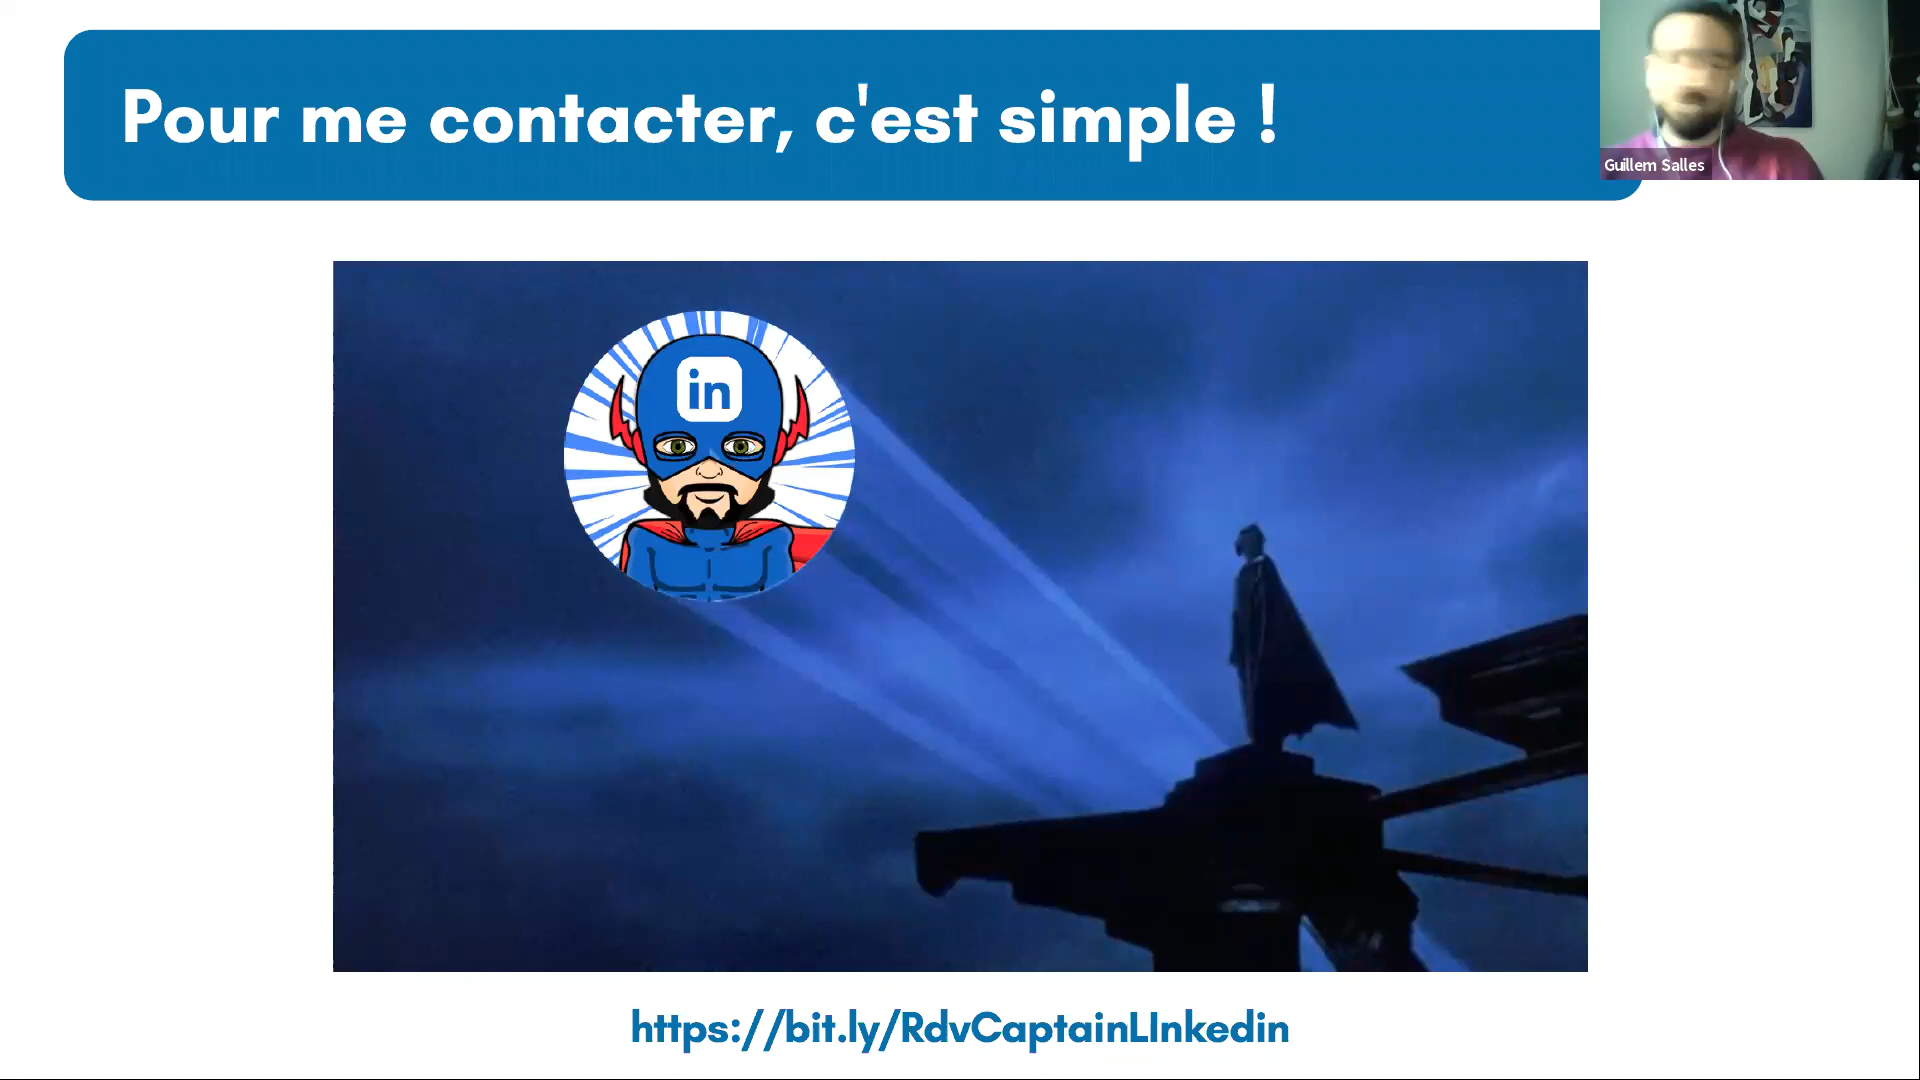 Pour me contacter, c'est simple !
Guillem Salles
in
https://bit.ly/RdvCaptainLInkedin